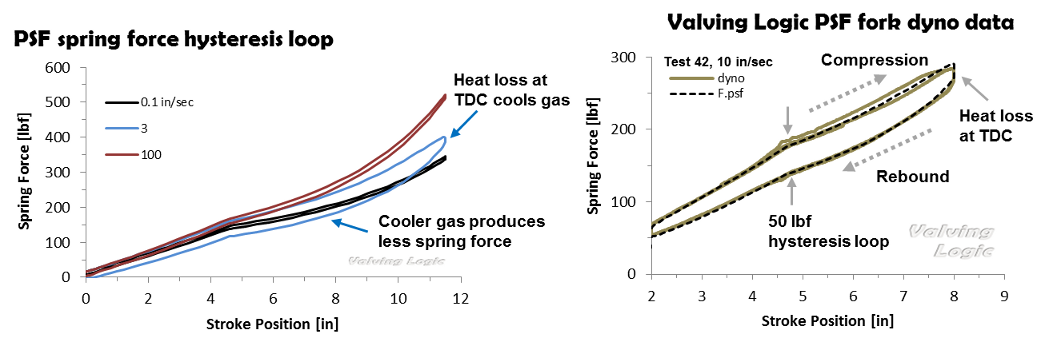 PSF spring force hysteresis loop
Spring Force [lbf]
600
500
400
300
200
100
0
0.1 in/sec
3
100
Heat loss at
TDC cools gas
Cooler gas produces
less spring force
Valving
Logic
0 2 4 6 8 10 12
Stroke Position [in]
Valving Logic PSF fork dyno data
Spring Force [lbf]
300
200
100
0
Test 42, 10 in/sec
dyno
F.psf
Compression
Heat loss
at TDC
Rebound
50 lbf
hysteresis loop
Valving
Logic
2 3 4 5 6 7 8 9
Stroke Position [in]